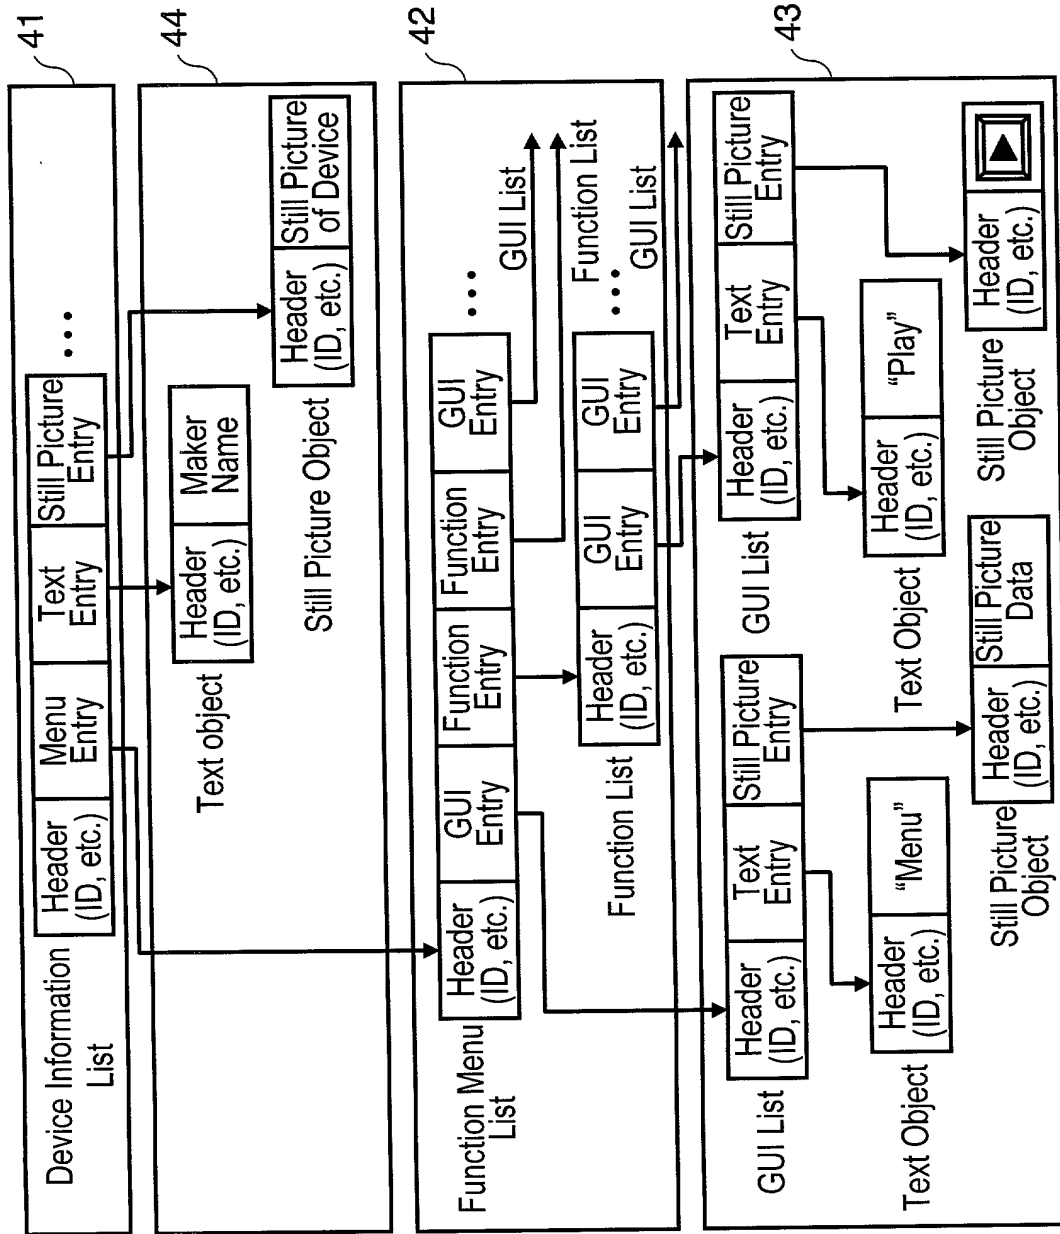 41
Device Information
List
Header
(ID, etc.)
Menu
Entry
Text
Entry
Still Picture
Entry
...
44
Text object
Header
(ID, etc.)
Maker
Name
Still Picture Object
Header
(ID, etc.)
Still Picture
of Device
42
Function Menu
List
Header
(ID, etc.)
GUI
Entry
Function
Entry
Function
Entry
GUI
Entry
...
GUI List
Function List
Function List
Header
(ID, etc.)
GUI
Entry
GUI
Entry
...
GUI List
43
GUI List
Header
(ID, etc.)
Text
Entry
Still Picture
Entry
GUI List
Header
(ID, etc.)
Text
Entry
Still Picture
Entry
Text Object
Header
(ID, etc.)
“Menu”
Text Object
Header
(ID, etc.)
“Play”
Still Picture
Object
Header
(ID, etc.)
Still Picture
Data
Still Picture
Object
Header
(ID, etc.)